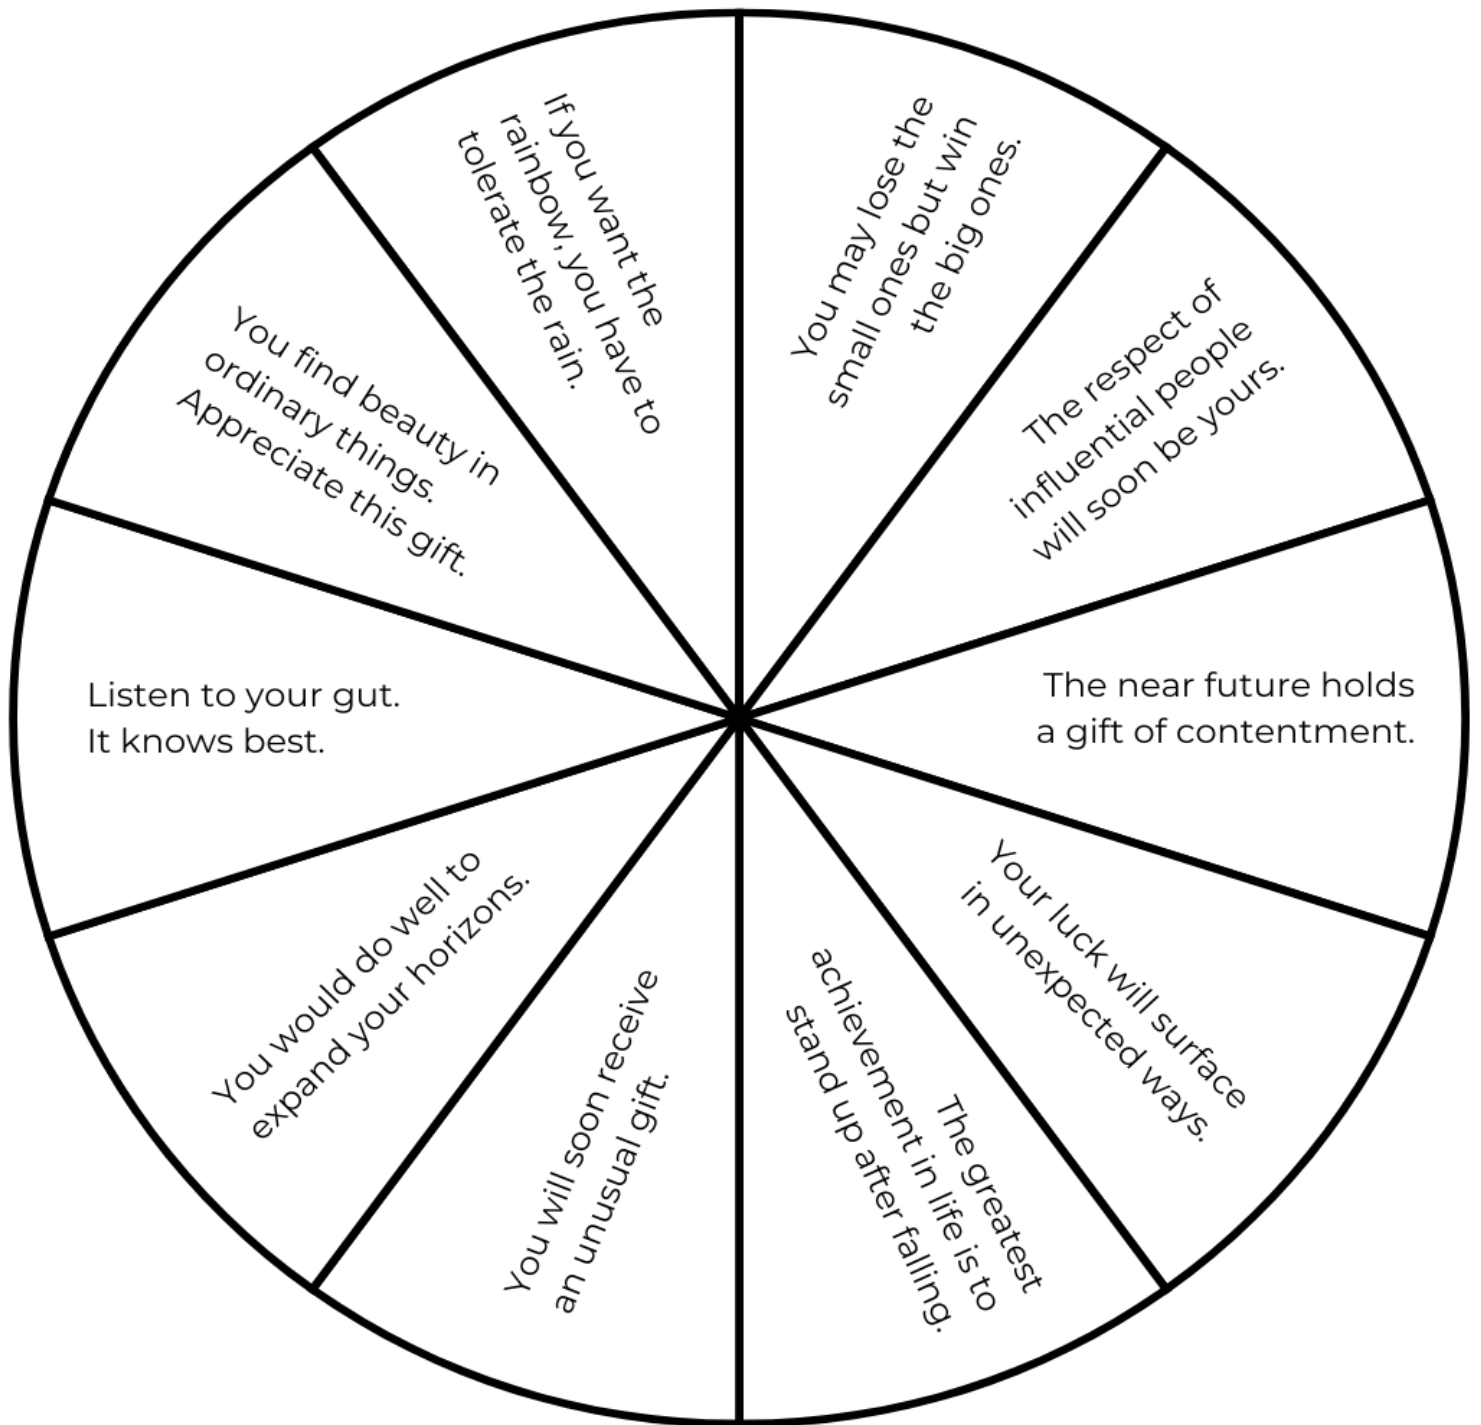 You may lose the
small ones but win
the big ones.
The respect of
influential people
will soon be yours.
The near future holds
a gift of contentment.
Your luck will surface
in unexpected ways.
The greatest
achievement in life is to
stand up after falling.
You will soon receive
an unusual gift.
You would do well to
expand your horizons.
Listen to your gut.
It knows best.
You find beauty in
ordinary things.
Appreciate this gift.
If you want the
rainbow, you have to
tolerate the rain.